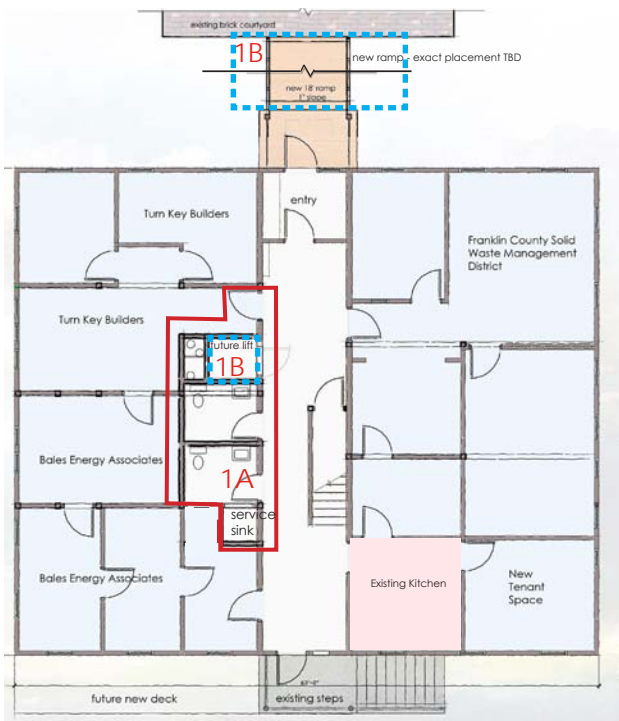 existing brick courtyard
1B
new ramp - exact placement TBD
new 18' ramp
1" slope
entry
Turn Key Builders
Franklin County Solid
Waste Management
District
Turn Key Builders
future lift
1B
Bales Energy Associates
1A
service
sink
Bales Energy Associates
Existing Kitchen
New
Tenant
Space
future new deck
existing steps